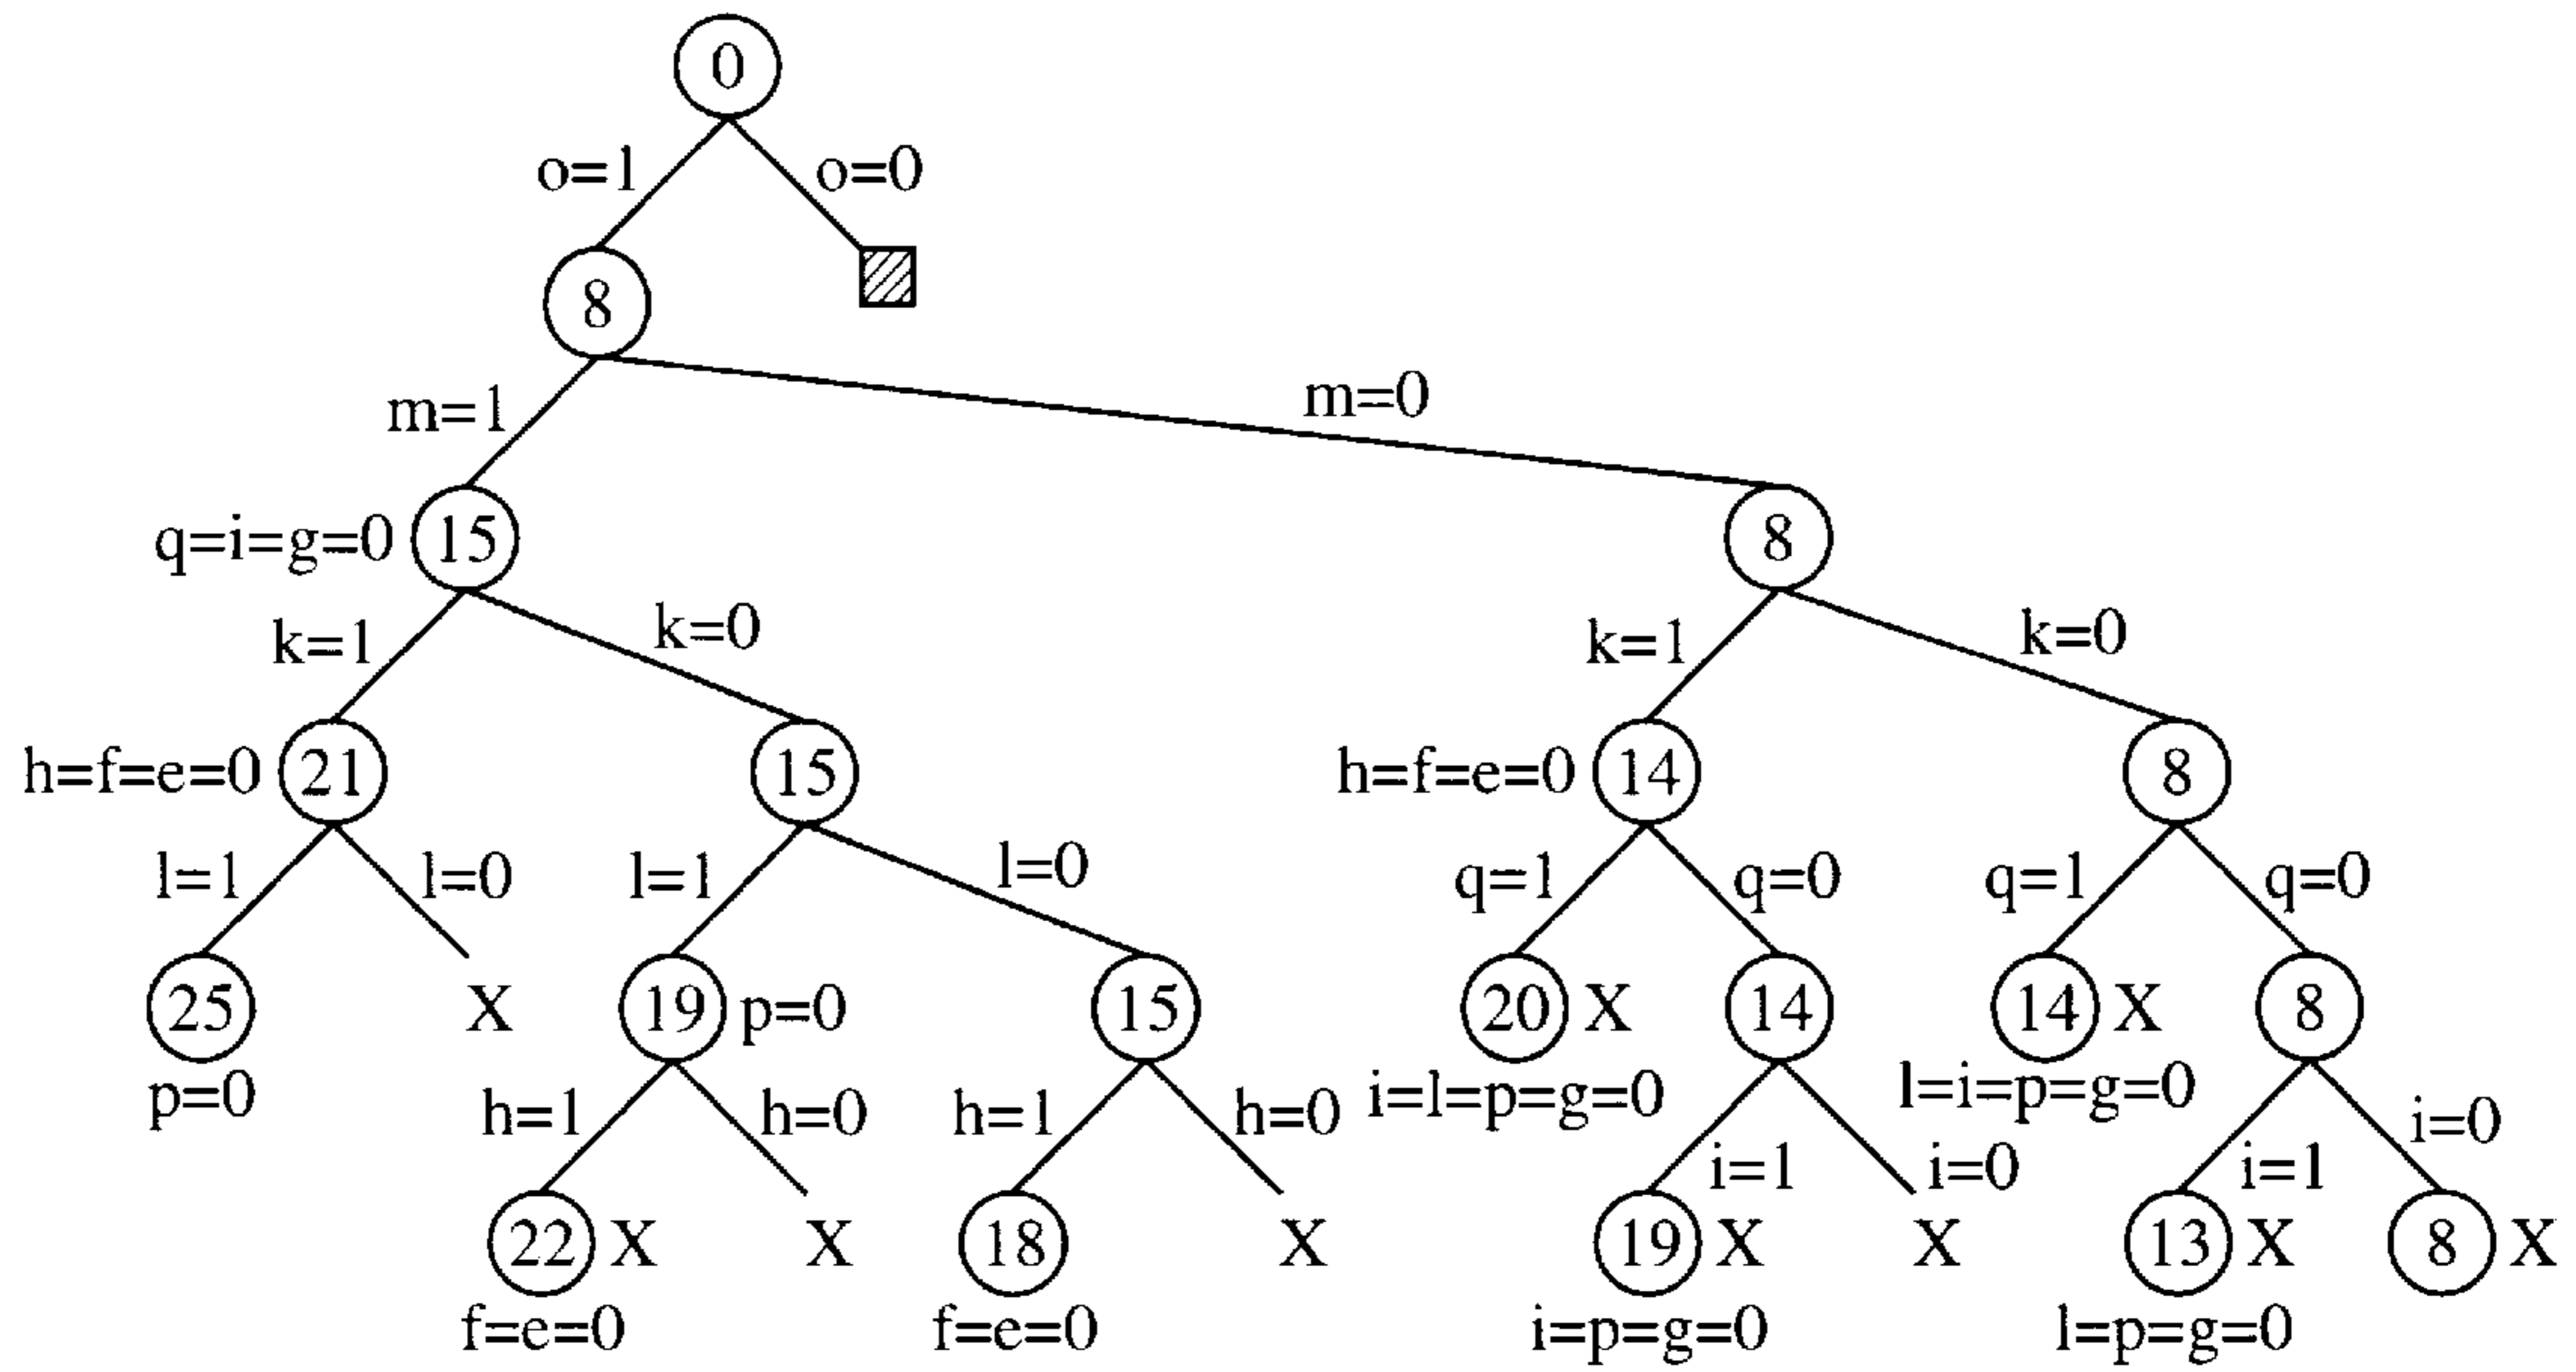 0
o=1 o=0
8
m=1 m=0
q=i=g=0 15 8
k=1 k=0 k=1 k=0
h=f=e=0 21 15 h=f=e=0 14 8
l=1 l=0 l=1 l=0 q=1 q=0 q=1 q=0
25 X 19 p=0 15 20 X 14 14 X 8
p=0 h=1 h=0 h=1 h=0 i=l=p=g=0 i=1 i=0 l=i=p=g=0 i=1 i=0
22 X X 18 X 19 X X 13 X 8 X
f=e=0 f=e=0 i=p=g=0 l=p=g=0